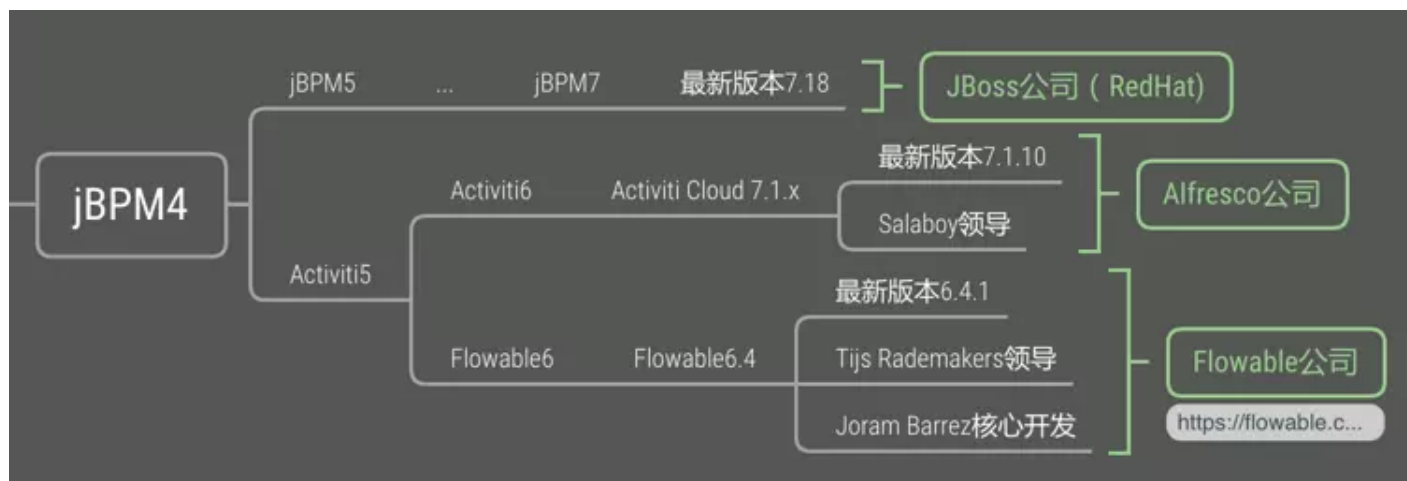 jBPM4
jBPM5 ... jBPM7 最新版本7.18
JBoss公司（RedHat)
Activiti5
Activiti6 Activiti Cloud 7.1.x
最新版本7.1.10
Salaboy领导
Alfresco公司
Flowable6 Flowable6.4
最新版本6.4.1
Tijs Rademakers领导
Joram Barrez核心开发
Flowable公司
https://flowable.c...